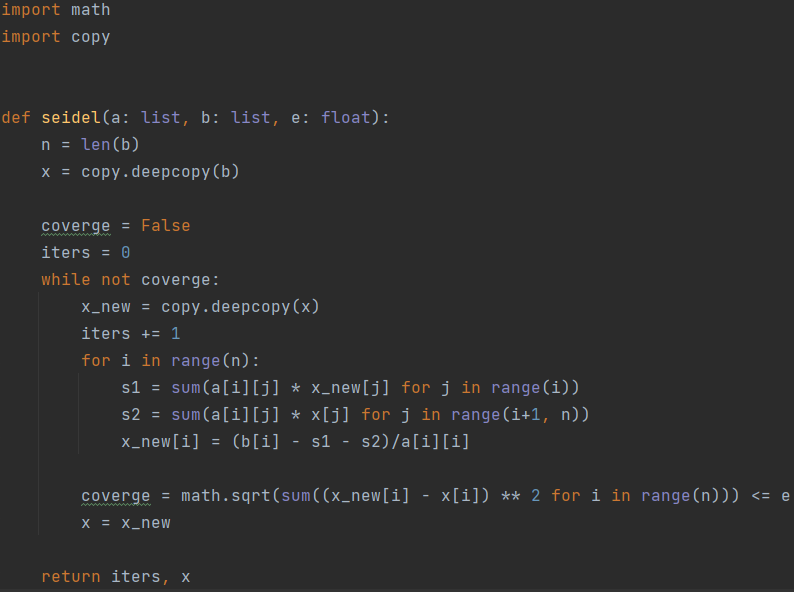 import math
import copy
def seidel(a: list, b: list, e: float):
n = len(b)
x = copy.deepcopy(b)
coverge = False
iters = 0
while not coverge:
x_new = copy.deepcopy(x)
iters += 1
for i in range(n):
s1 = sum(a[i][j] * x_new[j] for j in range(i))
s2 = sum(a[i][j] * x[j] for j in range(i+1, n))
x_new[i] = (b[i] - s1 - s2)/a[i][i]
coverge = math.sqrt(sum((x_new[i] - x[i]) ** 2 for i in range(n))) <= e
x = x_new
return iters, x